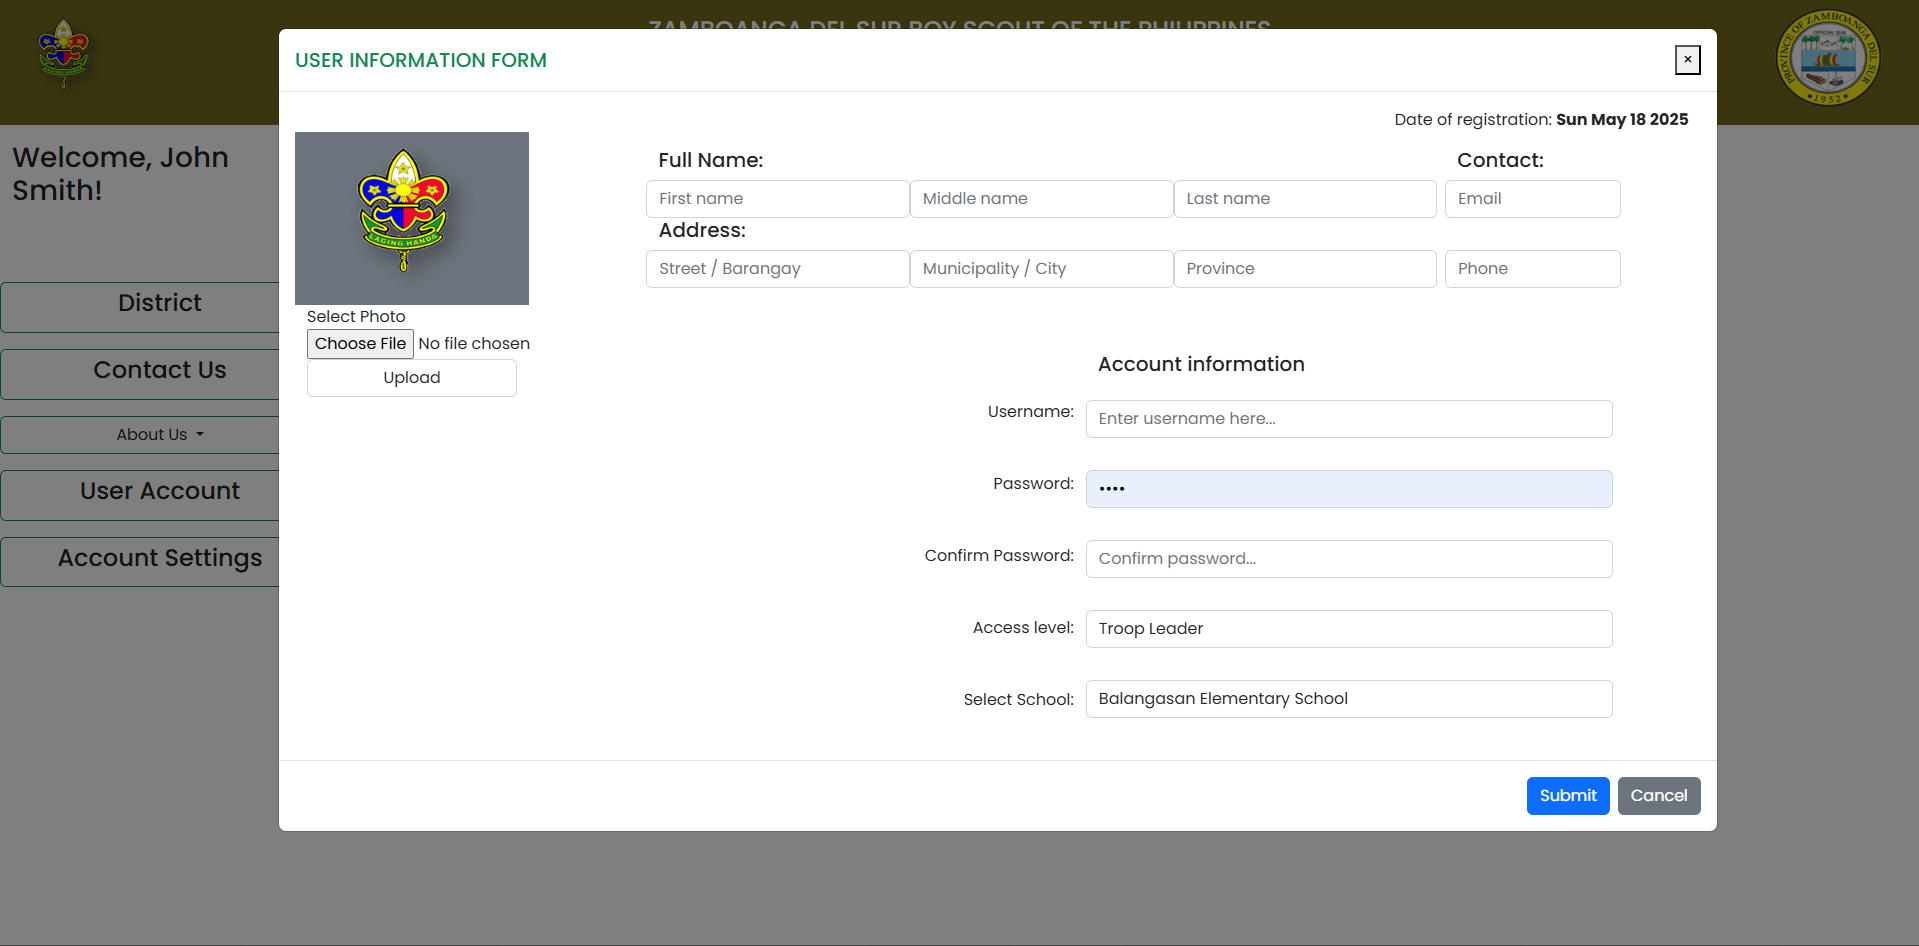 ZAMBOANGA DEL SUR BOY SCOUT OF THE PHILIPPINES
USER INFORMATION FORM
×
Date of registration: Sun May 18 2025
Welcome, John
Smith!
LAGING HANDA
PROVINCE OF ZAMBOANGA DEL SUR
OFFICIAL SEAL
1952
Full Name:
Contact:
First name
Middle name
Last name
Email
Address:
Street / Barangay
Municipality / City
Province
Phone
Select Photo
Choose File No file chosen
Upload
District
Contact Us
About Us
User Account
Account Settings
Account information
Username: Enter username here...
Password: ••••
Confirm Password: Confirm password...
Access level: Troop Leader
Select School: Balangasan Elementary School
Submit
Cancel